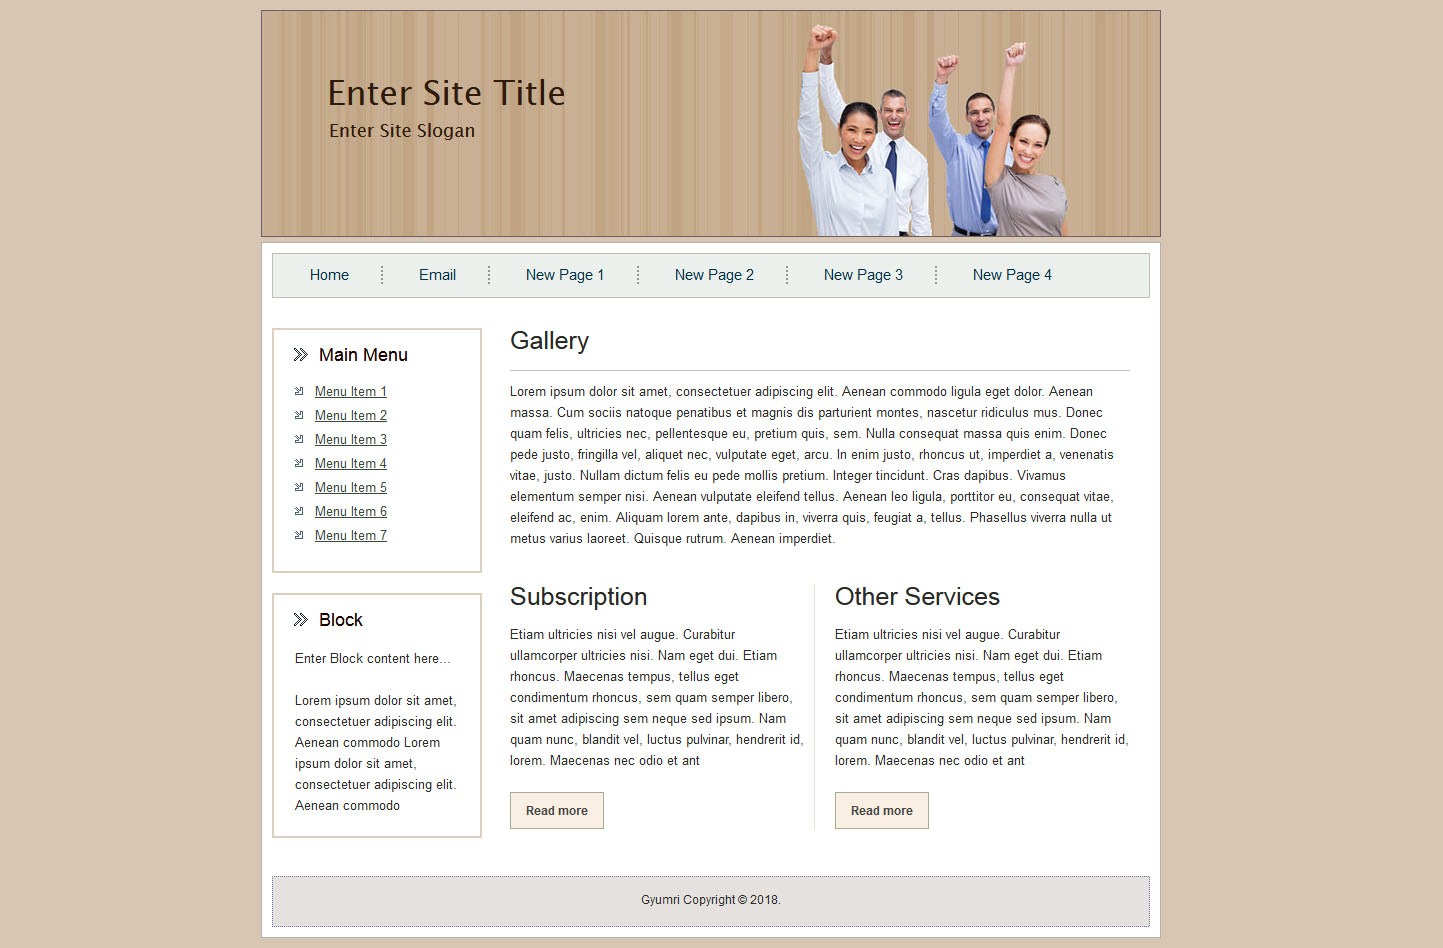 Enter Site Title
Enter Site Slogan
Home Email New Page 1 New Page 2 New Page 3 New Page 4
Main Menu
Menu Item 1
Menu Item 2
Menu Item 3
Menu Item 4
Menu Item 5
Menu Item 6
Menu Item 7
Block
Enter Block content here...
Lorem ipsum dolor sit amet,
consectetuer adipiscing elit.
Aenean commodo Lorem
ipsum dolor sit amet,
consectetuer adipiscing elit.
Aenean commodo
Gallery
Lorem ipsum dolor sit amet, consectetuer adipiscing elit. Aenean commodo ligula eget dolor. Aenean
massa. Cum sociis natoque penatibus et magnis dis parturient montes, nascetur ridiculus mus. Donec
quam felis, ultricies nec, pellentesque eu, pretium quis, sem. Nulla consequat massa quis enim. Donec
pede justo, fringilla vel, aliquet nec, vulputate eget, arcu. In enim justo, rhoncus ut, imperdiet a, venenatis
vitae, justo. Nullam dictum felis eu pede mollis pretium. Integer tincidunt. Cras dapibus. Vivamus
elementum semper nisi. Aenean vulputate eleifend tellus. Aenean leo ligula, porttitor eu, consequat vitae,
eleifend ac, enim. Aliquam lorem ante, dapibus in, viverra quis, feugiat a, tellus. Phasellus viverra nulla ut
metus varius laoreet. Quisque rutrum. Aenean imperdiet.
Subscription
Etiam ultricies nisi vel augue. Curabitur
ullamcorper ultricies nisi. Nam eget dui. Etiam
rhoncus. Maecenas tempus, tellus eget
condimentum rhoncus, sem quam semper libero,
sit amet adipiscing sem neque sed ipsum. Nam
quam nunc, blandit vel, luctus pulvinar, hendrerit id,
lorem. Maecenas nec odio et ant
Read more
Other Services
Etiam ultricies nisi vel augue. Curabitur
ullamcorper ultricies nisi. Nam eget dui. Etiam
rhoncus. Maecenas tempus, tellus eget
condimentum rhoncus, sem quam semper libero,
sit amet adipiscing sem neque sed ipsum. Nam
quam nunc, blandit vel, luctus pulvinar, hendrerit id,
lorem. Maecenas nec odio et ant
Read more
Gyumri Copyright © 2018.